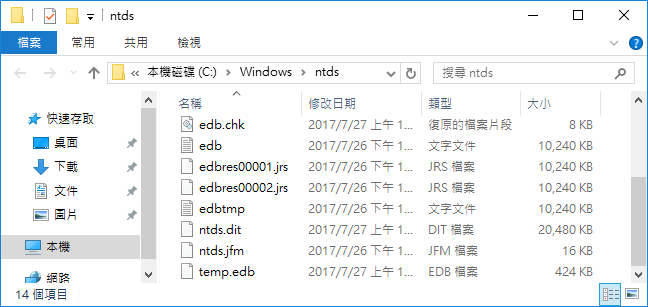 ntds
檔案 常用 共用 檢視
« 本機磁碟 (C:) > Windows > ntds 搜尋 ntds
名稱 修改日期 類型 大小
快速存取
桌面
下載
文件
圖片
本機
網路
edb.chk 2017/7/27 上午 1... 復原的檔案片段 8 KB
edb 2017/7/26 下午 1... 文字文件 10,240 KB
edbres00001.jrs 2017/7/26 下午 1... JRS 檔案 10,240 KB
edbres00002.jrs 2017/7/26 下午 1... JRS 檔案 10,240 KB
edbtmp 2017/7/26 下午 1... 文字文件 10,240 KB
ntds.dit 2017/7/27 上午 1... DIT 檔案 20,480 KB
ntds.jfm 2017/7/26 下午 1... JFM 檔案 16 KB
temp.edb 2017/7/27 上午 1... EDB 檔案 424 KB
14 個項目